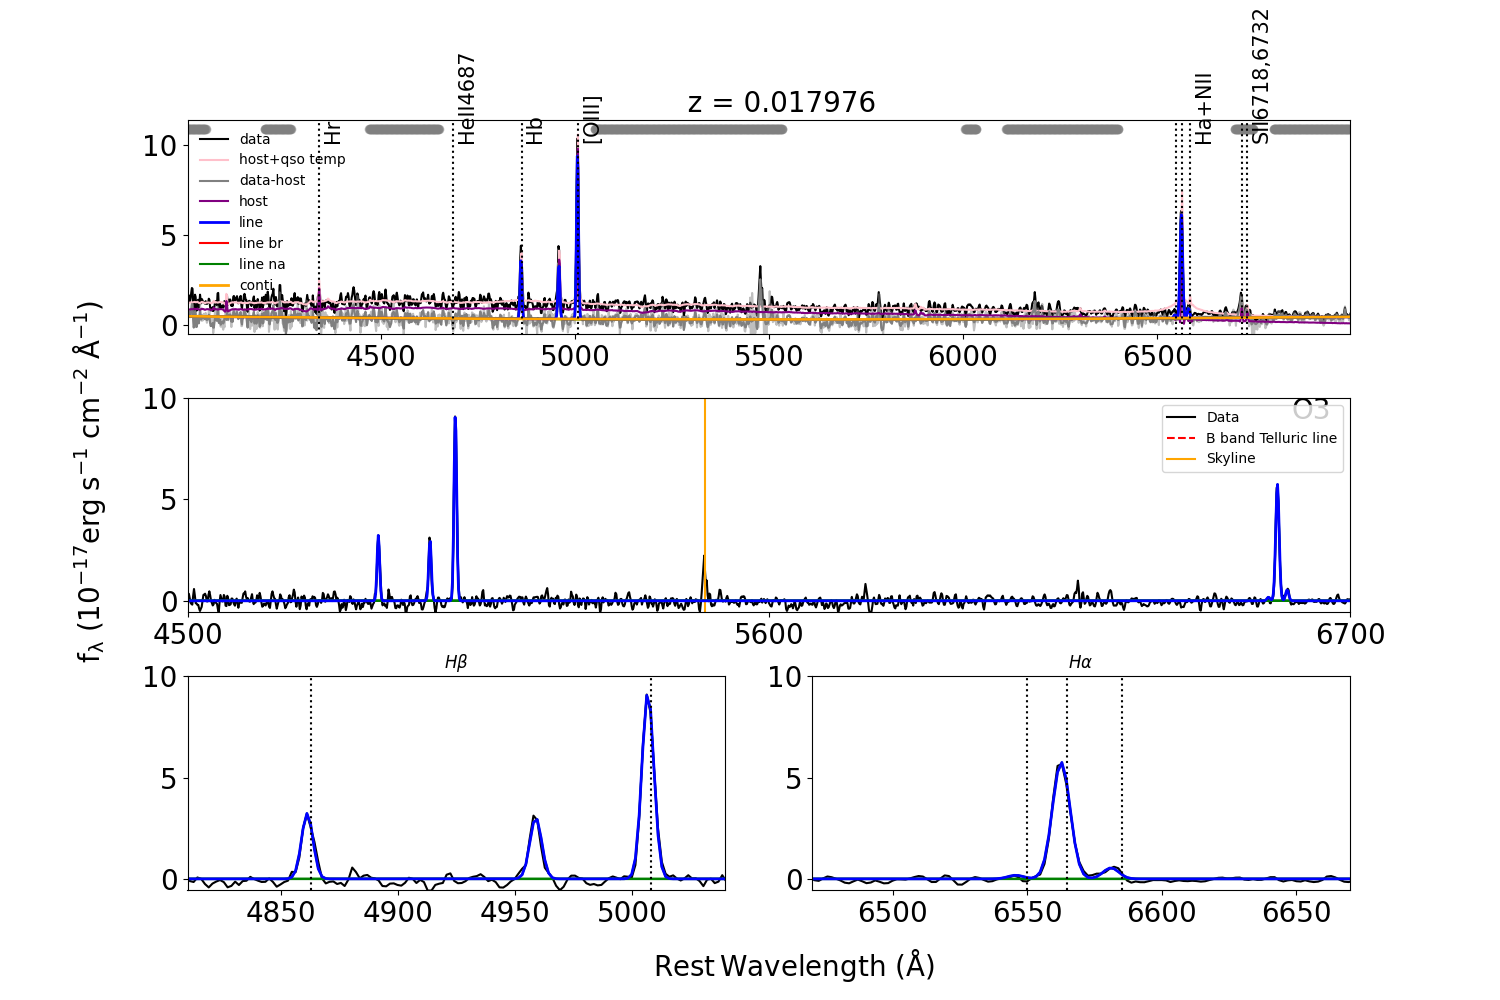 z = 0.017976
Hr
HeII4687
Hb
[OIII]
Ha+NII
SII6718,6732
data
host+qso temp
data-host
host
line
line br
line na
conti
10
5
0
4500
5000
5500
6000
6500
O3
Data
B band Telluric line
Skyline
10
5
0
4500
5600
6700
fλ (10−17erg s−1 cm−2 Å−1)
Hβ
10
5
0
4850
4900
4950
5000
Hα
10
5
0
6500
6550
6600
6650
Rest Wavelength (Å)